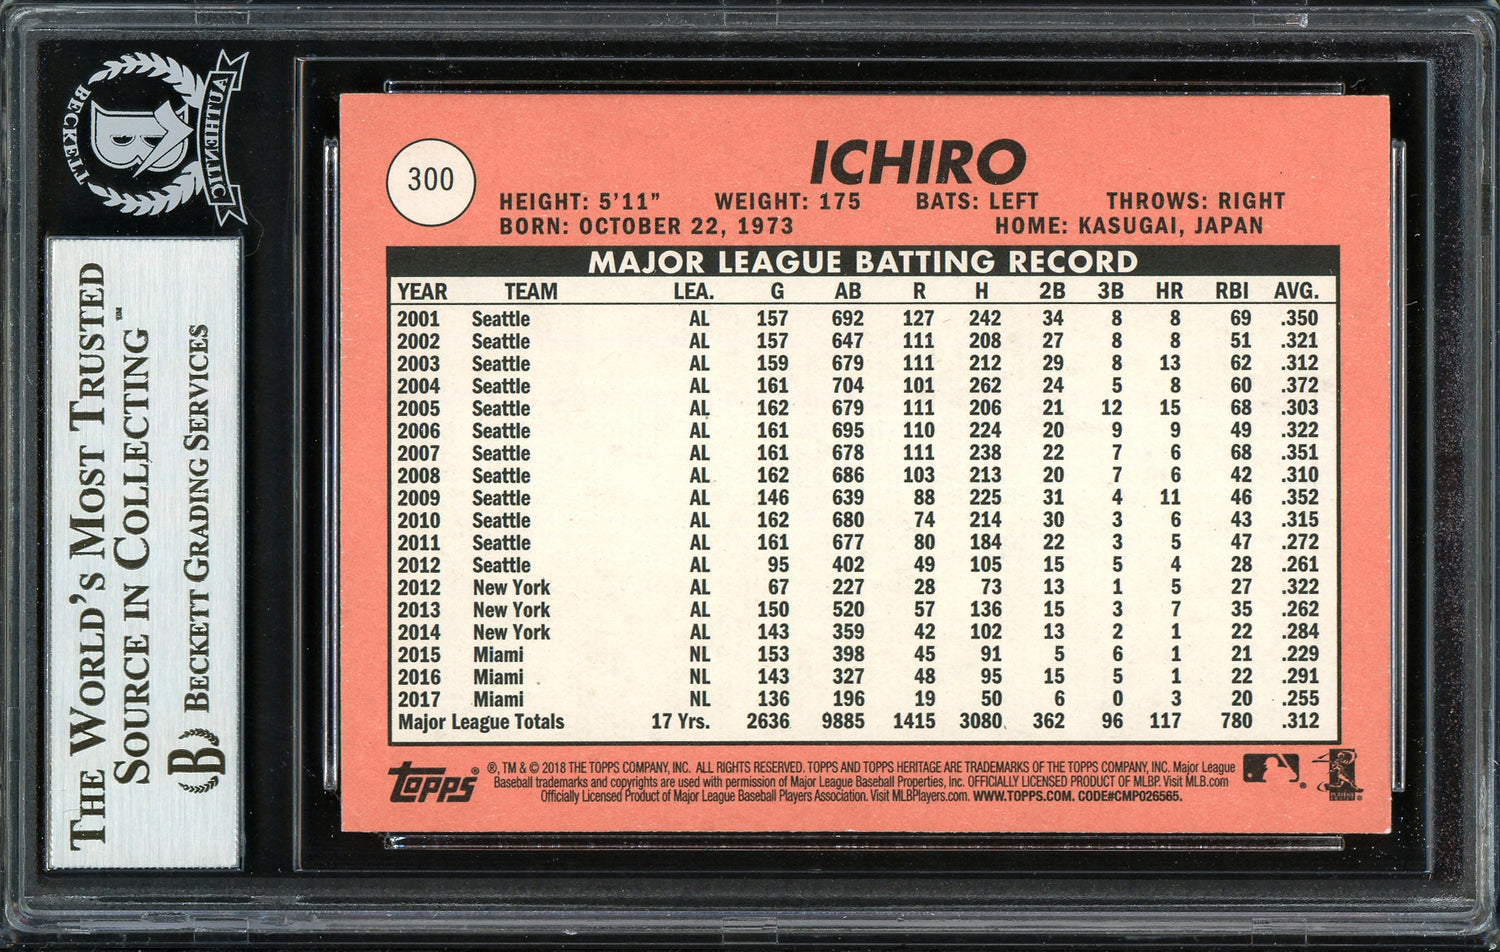 BECKETT
AUTHENTIC
B
THE WORLD'S MOST TRUSTED
SOURCE IN COLLECTING™
B BECKETT GRADING SERVICES
300
ICHIRO
HEIGHT: 5'11" WEIGHT: 175 BATS: LEFT THROWS: RIGHT
BORN: OCTOBER 22, 1973 HOME: KASUGAI, JAPAN
MAJOR LEAGUE BATTING RECORD
YEAR TEAM LEA. G AB R H 2B 3B HR RBI AVG.
2001 Seattle AL 157 692 127 242 34 8 8 69 .350
2002 Seattle AL 157 647 111 208 27 8 8 51 .321
2003 Seattle AL 159 679 111 212 29 8 13 62 .312
2004 Seattle AL 161 704 101 262 24 5 8 60 .372
2005 Seattle AL 162 679 111 206 21 12 15 68 .303
2006 Seattle AL 161 695 110 224 20 9 9 49 .322
2007 Seattle AL 161 678 111 238 22 7 6 68 .351
2008 Seattle AL 162 686 103 213 20 7 6 42 .310
2009 Seattle AL 146 639 88 225 31 4 11 46 .352
2010 Seattle AL 162 680 74 214 30 3 6 43 .315
2011 Seattle AL 161 677 80 184 22 3 5 47 .272
2012 Seattle AL 95 402 49 105 15 5 4 28 .261
2012 New York AL 67 227 28 73 13 1 5 27 .322
2013 New York AL 150 520 57 136 15 3 7 35 .262
2014 New York AL 143 359 42 102 13 2 1 22 .284
2015 Miami NL 153 398 45 91 5 6 1 21 .229
2016 Miami NL 143 327 48 95 15 5 1 22 .291
2017 Miami NL 136 196 19 50 6 0 3 20 .255
Major League Totals 17 Yrs. 2636 9885 1415 3080 362 96 117 780 .312
Topps® ®, TM & © 2018 THE TOPPS COMPANY, INC. ALL RIGHTS RESERVED. TOPPS AND TOPPS HERITAGE ARE TRADEMARKS OF THE TOPPS COMPANY, INC. Major League
Baseball trademarks and copyrights are used with permission of Major League Baseball Properties, Inc. OFFICIALLY LICENSED PRODUCT OF MLBP. Visit MLB.com
Officially Licensed Product of Major League Baseball Players Association. Visit MLBPlayers.com. WWW.TOPPS.COM. CODE#CMP026565.